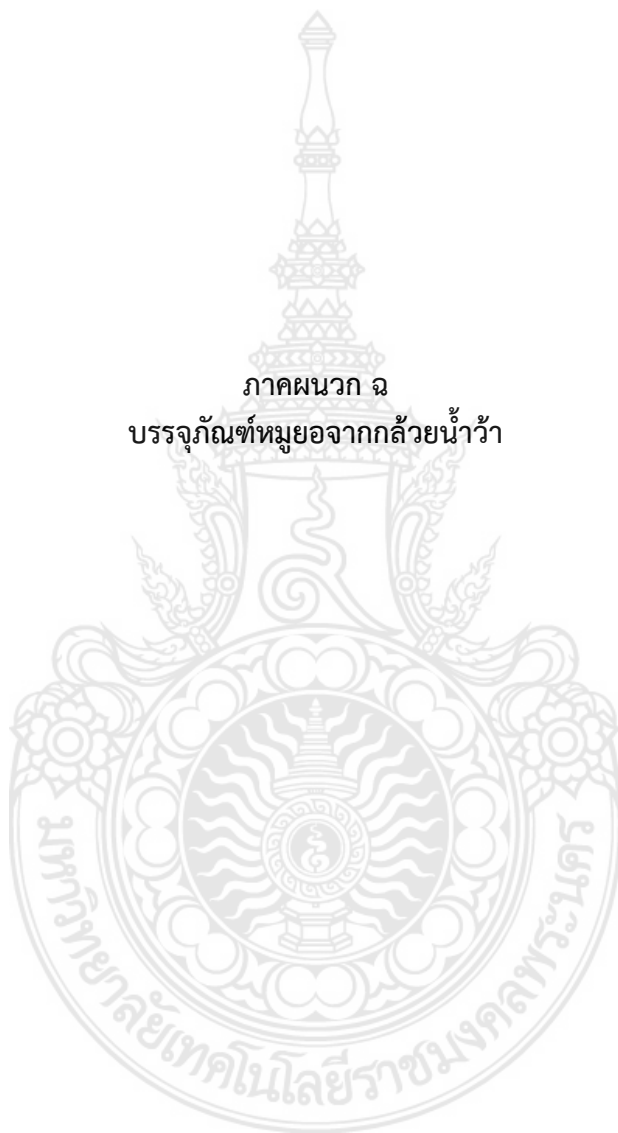 ภาคผนวก ฉ
บรรจุภัณฑ์หมูยอจากกล้วยน้ำว้า
มหาวิทยาลัยเทคโนโลยีราชมงคลพระนคร